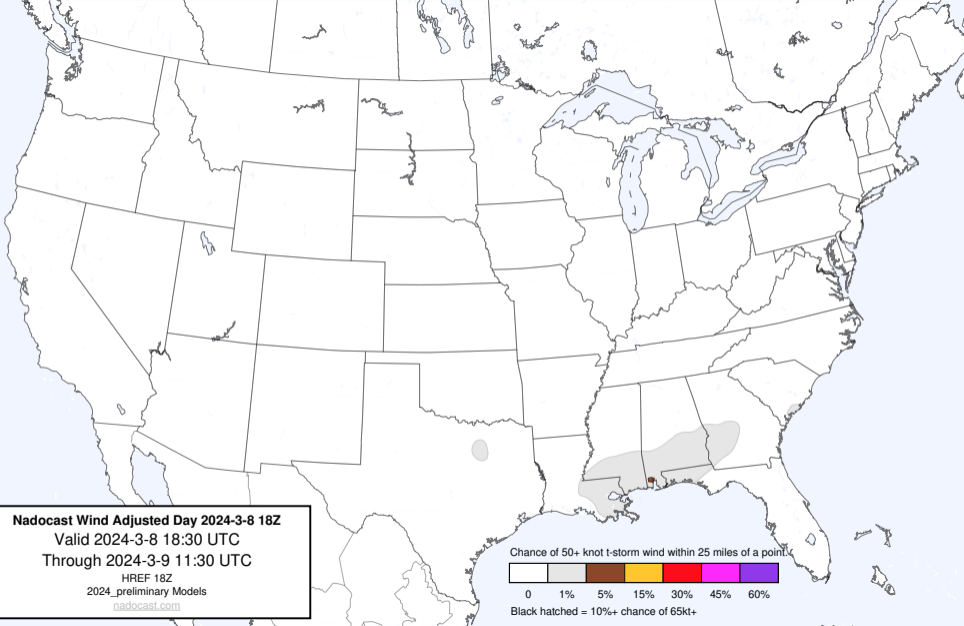 Nadocast Wind Adjusted Day 2024-3-8 18Z
Valid 2024-3-8 18:30 UTC
Through 2024-3-9 11:30 UTC
HREF 18Z
2024_preliminary Models
nadocast.com
Chance of 50+ knot t-storm wind within 25 miles of a point.
0 1% 5% 15% 30% 45% 60%
Black hatched = 10%+ chance of 65kt+